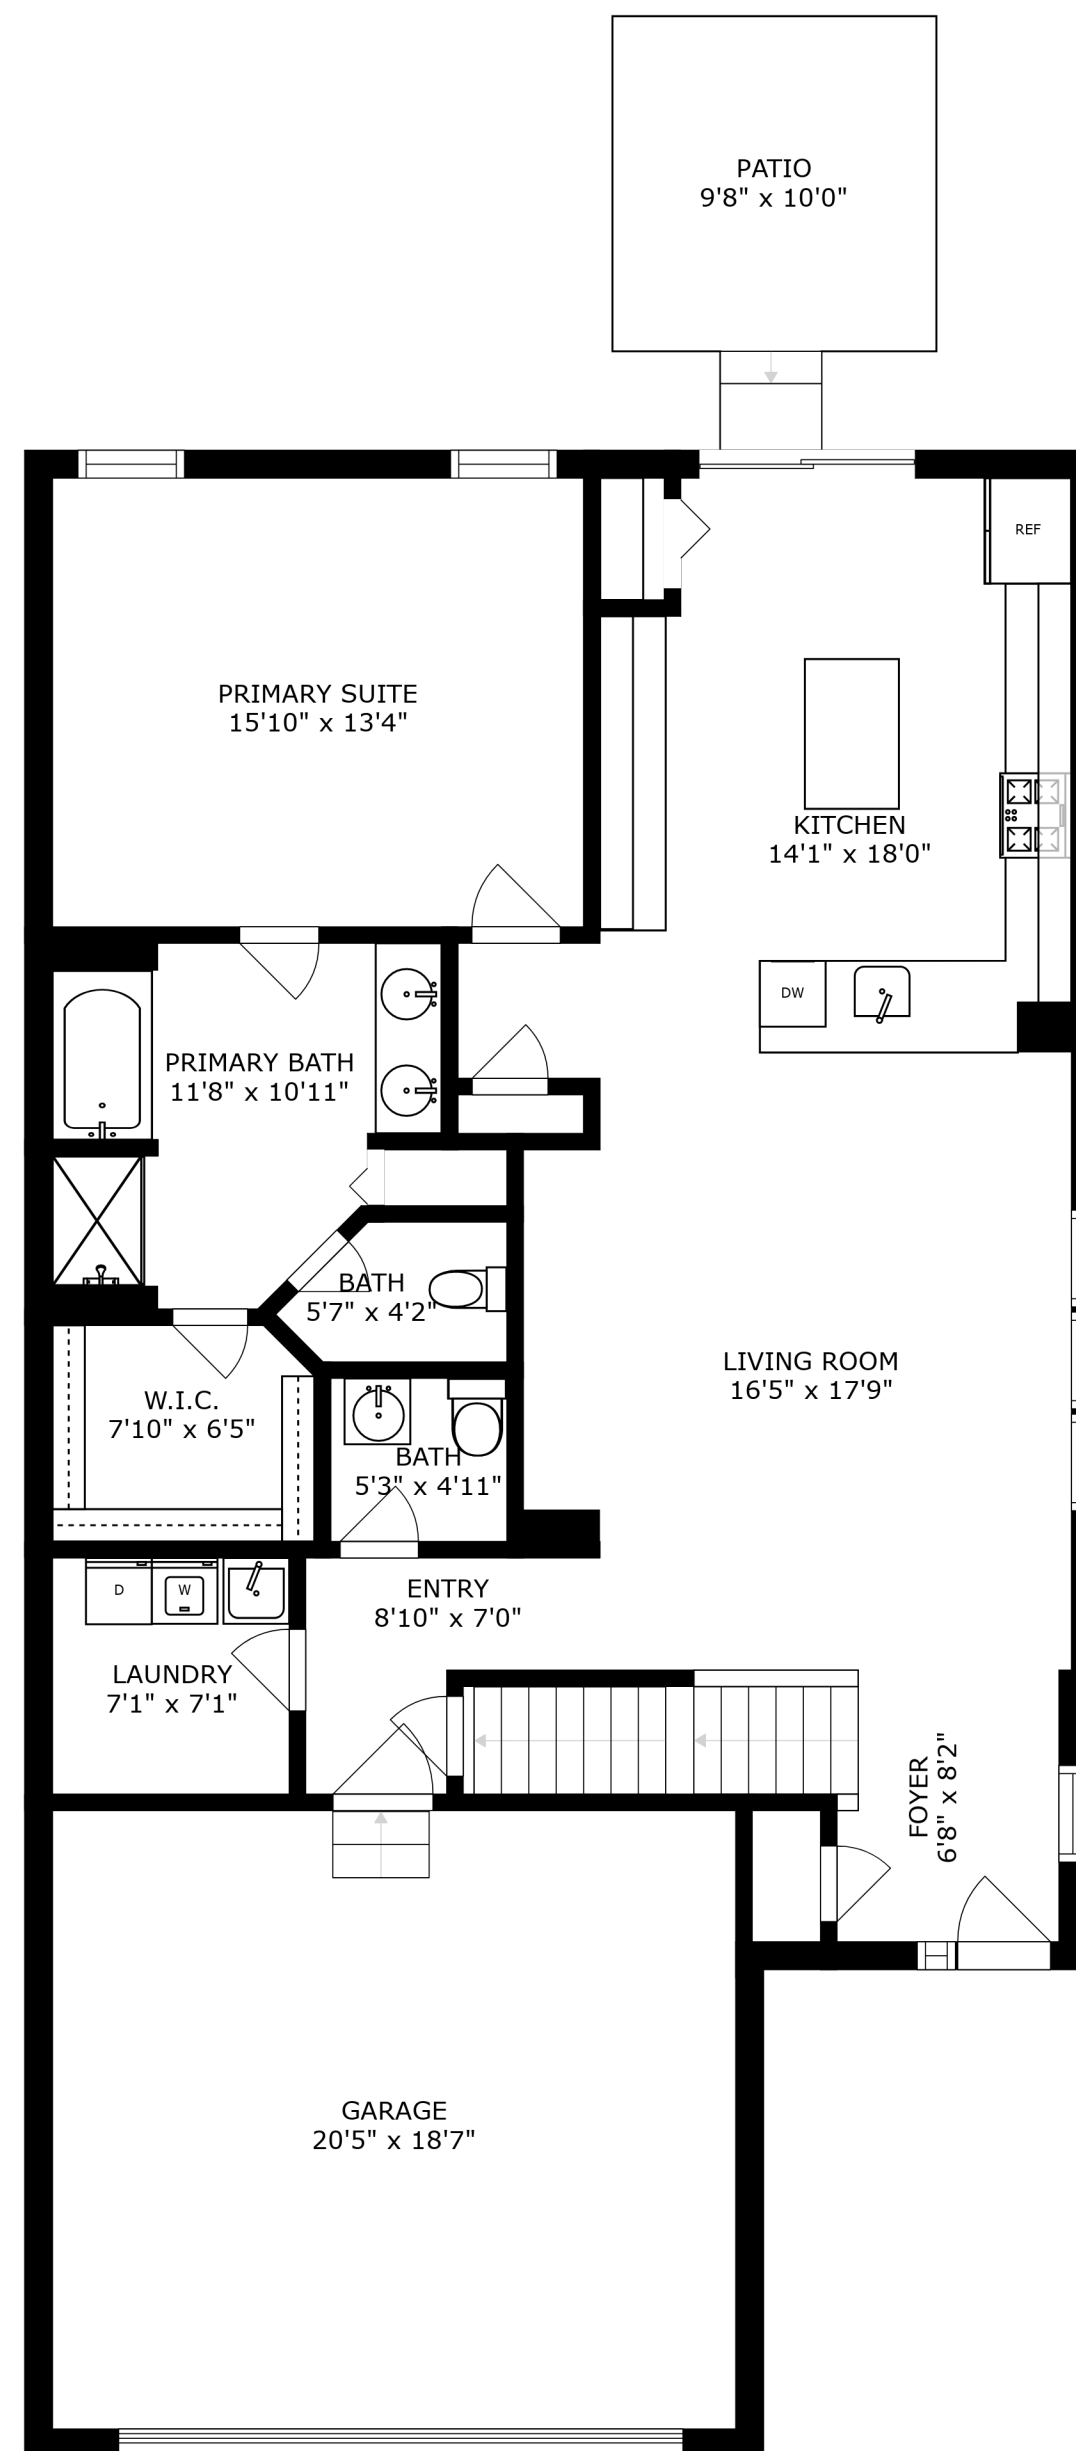 PATIO
9'8" x 10'0"
REF
PRIMARY SUITE
15'10" x 13'4"
KITCHEN
14'1" x 18'0"
DW
PRIMARY BATH
11'8" x 10'11"
BATH
5'7" x 4'2"
LIVING ROOM
16'5" x 17'9"
W.I.C.
7'10" x 6'5"
BATH
5'3" x 4'11"
D
W
ENTRY
8'10" x 7'0"
LAUNDRY
7'1" x 7'1"
FOYER
6'8" x 8'2"
GARAGE
20'5" x 18'7"